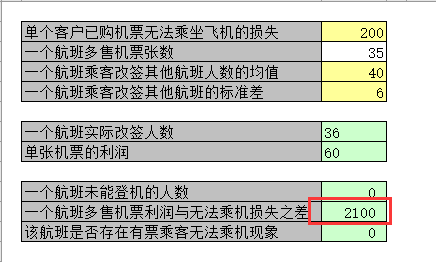 单个客户已购机票无法乘坐飞机的损失 200
一个航班多售机票张数 35
一个航班乘客改签其他航班人数的均值 40
一个航班乘客改签其他航班的标准差 6
一个航班实际改签人数 36
单张机票的利润 60
一个航班未能登机的人数 0
一个航班多售机票利润与无法乘机损失之差 2100
该航班是否存在有票乘客无法乘机现象 0